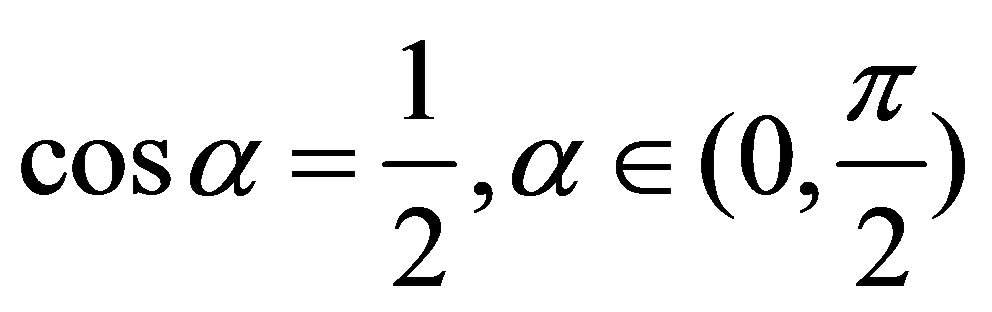 cos α = 1/2, α ∈ (0, π/2)